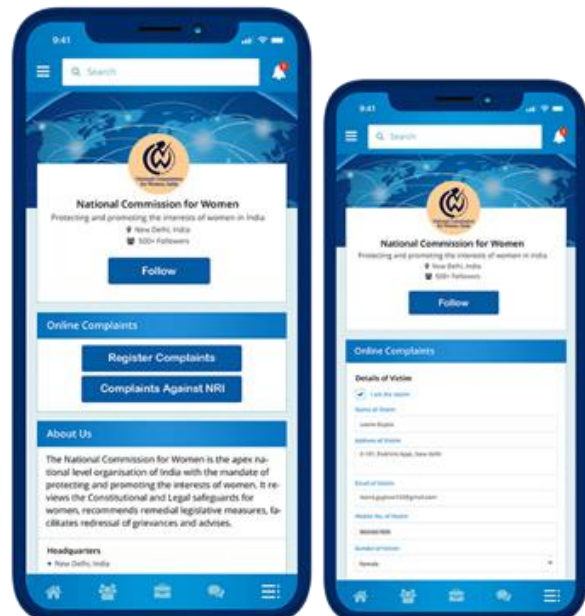 9:41
Search
National Commission for Women
Protecting and promoting the interests of women in India
New Delhi, India
500+ Followers
Follow
Online Complaints
Register Complaints
Complaints Against NRI
About Us
The National Commission for Women is the apex na-
tional level organisation of India with the mandate of
protecting and promoting the interests of women. It re-
views the Constitutional and Legal safeguards for
women, recommends remedial legislative measures, fa-
cilitates redressal of grievances and advises.
Headquarters
New Delhi, India
9:41
Search
National Commission for Women
Protecting and promoting the interests of women in India
New Delhi, India
500+ Followers
Follow
Online Complaints
Details of Victim
I am the victim
Name of Victim
Gupta
Address of Victim
New Delhi
Email of Victim
Mobile No. of Victim
Gender of Victim
Female